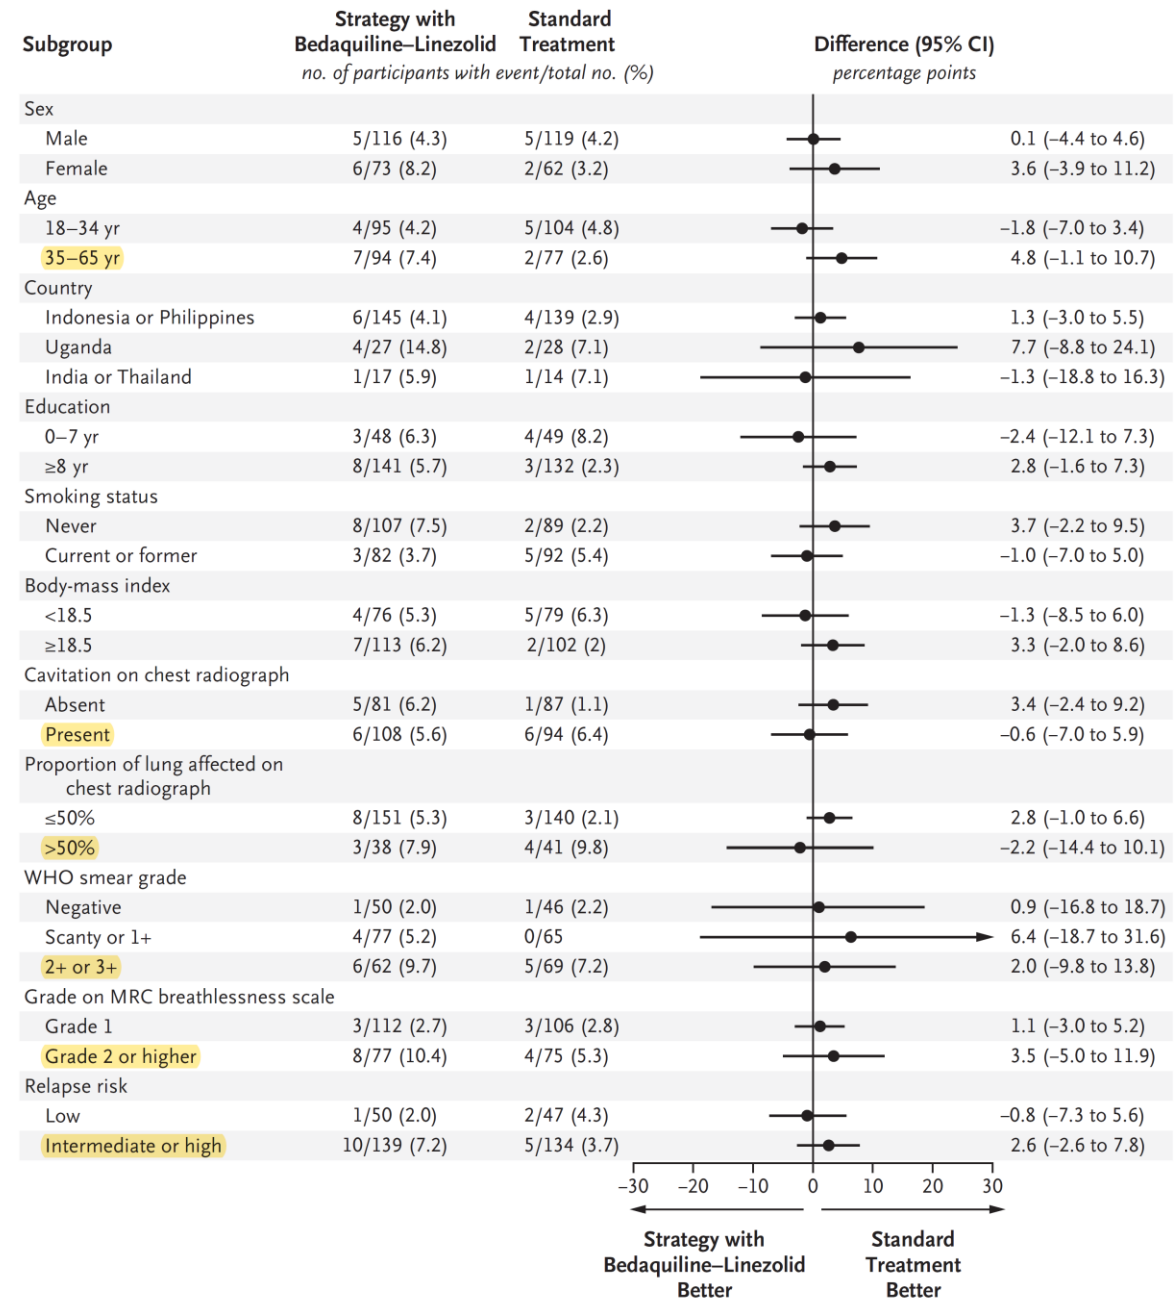 Subgroup Strategy with Bedaquiline–Linezolid Standard Treatment Difference (95% CI)
no. of participants with event/total no. (%) percentage points
Sex
Male 5/116 (4.3) 5/119 (4.2) 0.1 (–4.4 to 4.6)
Female 6/73 (8.2) 2/62 (3.2) 3.6 (–3.9 to 11.2)
Age
18–34 yr 4/95 (4.2) 5/104 (4.8) –1.8 (–7.0 to 3.4)
35–65 yr 7/94 (7.4) 2/77 (2.6) 4.8 (–1.1 to 10.7)
Country
Indonesia or Philippines 6/145 (4.1) 4/139 (2.9) 1.3 (–3.0 to 5.5)
Uganda 4/27 (14.8) 2/28 (7.1) 7.7 (–8.8 to 24.1)
India or Thailand 1/17 (5.9) 1/14 (7.1) –1.3 (–18.8 to 16.3)
Education
0–7 yr 3/48 (6.3) 4/49 (8.2) –2.4 (–12.1 to 7.3)
≥8 yr 8/141 (5.7) 3/132 (2.3) 2.8 (–1.6 to 7.3)
Smoking status
Never 8/107 (7.5) 2/89 (2.2) 3.7 (–2.2 to 9.5)
Current or former 3/82 (3.7) 5/92 (5.4) –1.0 (–7.0 to 5.0)
Body-mass index
<18.5 4/76 (5.3) 5/79 (6.3) –1.3 (–8.5 to 6.0)
≥18.5 7/113 (6.2) 2/102 (2) 3.3 (–2.0 to 8.6)
Cavitation on chest radiograph
Absent 5/81 (6.2) 1/87 (1.1) 3.4 (–2.4 to 9.2)
Present 6/108 (5.6) 6/94 (6.4) –0.6 (–7.0 to 5.9)
Proportion of lung affected on
chest radiograph
≤50% 8/151 (5.3) 3/140 (2.1) 2.8 (–1.0 to 6.6)
>50% 3/38 (7.9) 4/41 (9.8) –2.2 (–14.4 to 10.1)
WHO smear grade
Negative 1/50 (2.0) 1/46 (2.2) 0.9 (–16.8 to 18.7)
Scanty or 1+ 4/77 (5.2) 0/65 6.4 (–18.7 to 31.6)
2+ or 3+ 6/62 (9.7) 5/69 (7.2) 2.0 (–9.8 to 13.8)
Grade on MRC breathlessness scale
Grade 1 3/112 (2.7) 3/106 (2.8) 1.1 (–3.0 to 5.2)
Grade 2 or higher 8/77 (10.4) 4/75 (5.3) 3.5 (–5.0 to 11.9)
Relapse risk
Low 1/50 (2.0) 2/47 (4.3) –0.8 (–7.3 to 5.6)
Intermediate or high 10/139 (7.2) 5/134 (3.7) 2.6 (–2.6 to 7.8)
–30 –20 –10 0 10 20 30
Strategy with Bedaquiline–Linezolid Better
Standard Treatment Better